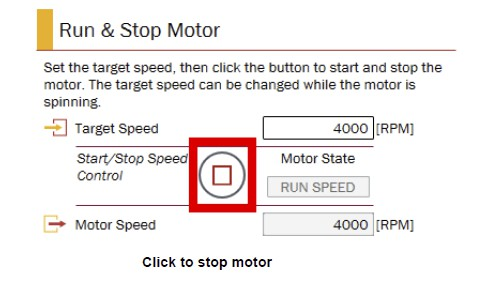 Run & Stop Motor
Set the target speed, then click the button to start and stop the
motor. The target speed can be changed while the motor is
spinning.
Target Speed 4000 [RPM]
Start/Stop Speed Motor State
Control RUN SPEED
Motor Speed 4000 [RPM]
Click to stop motor